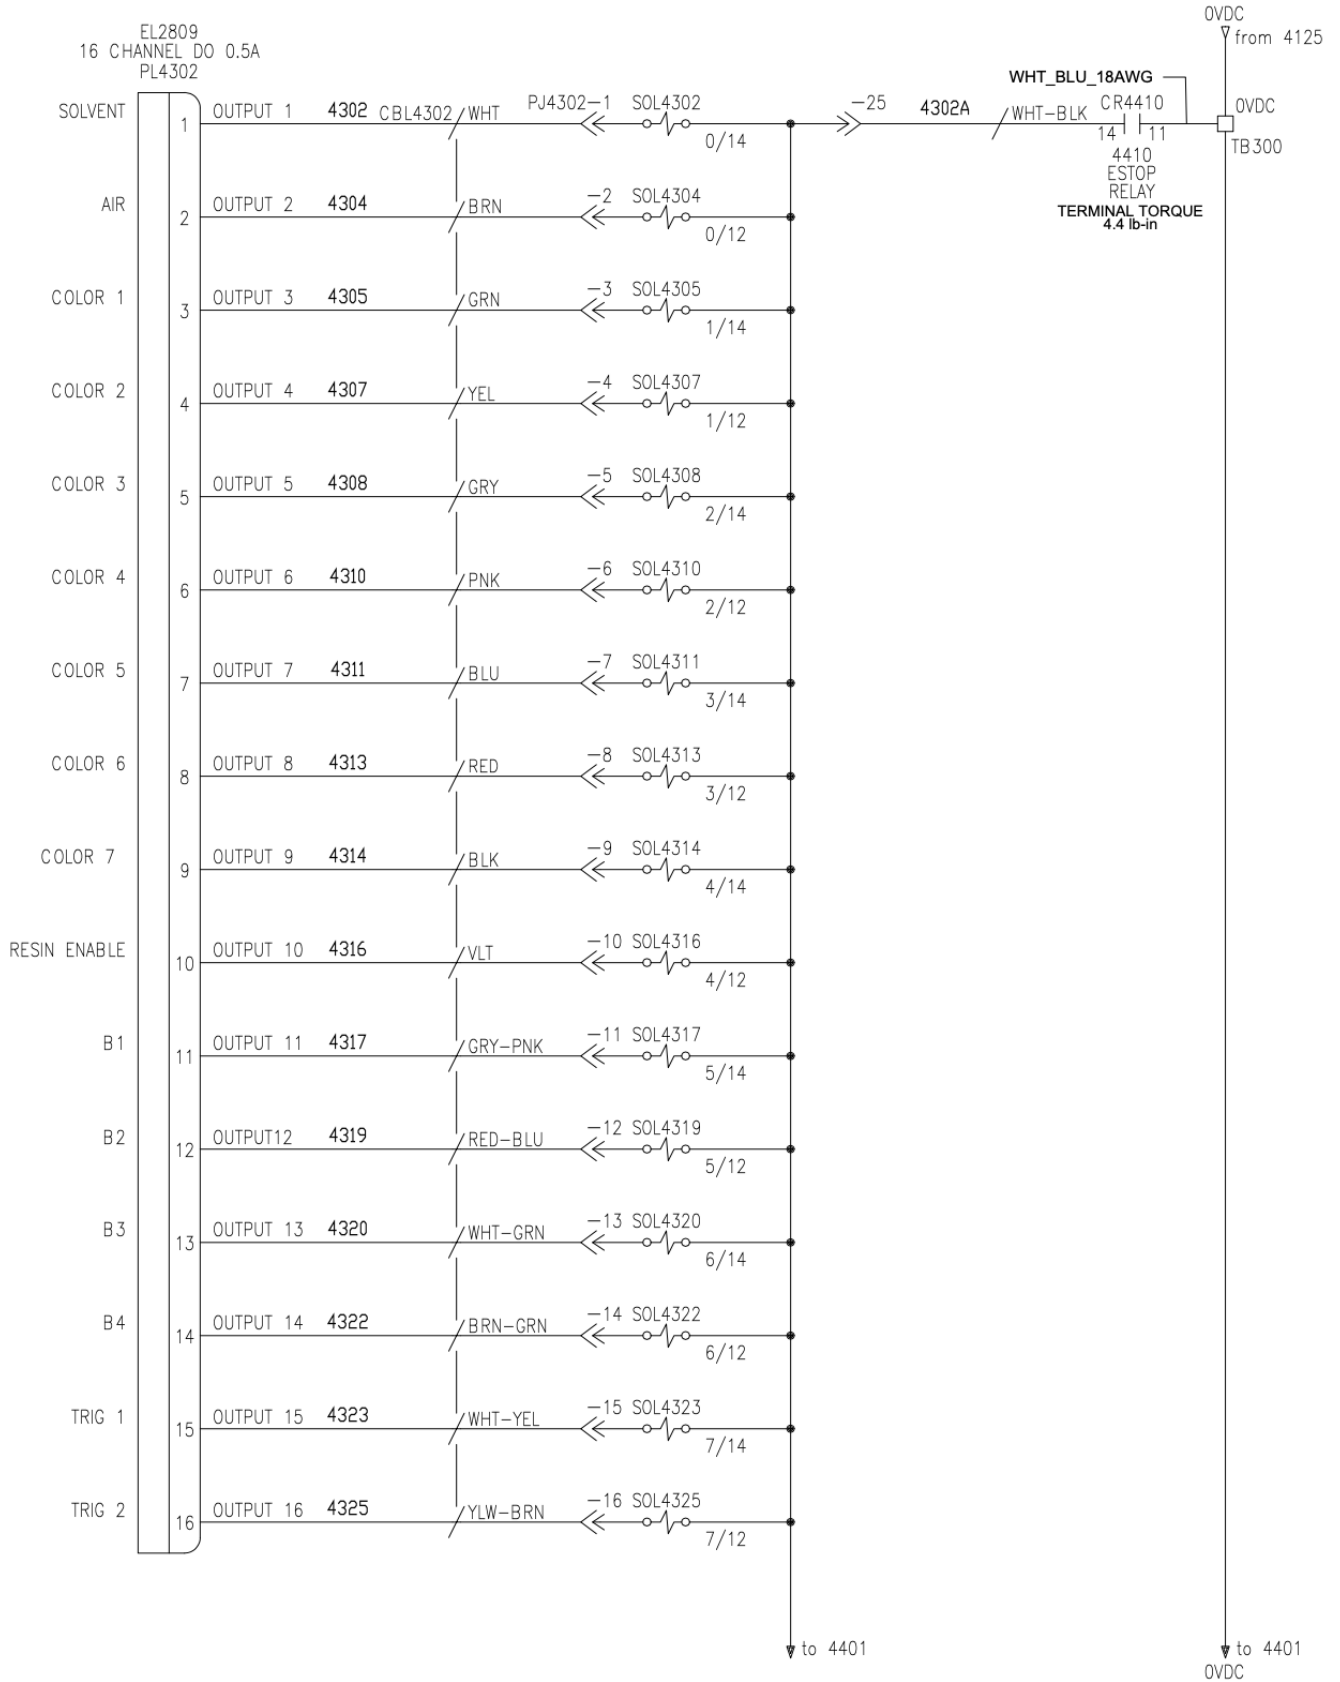 EL2809
16 CHANNEL DO 0.5A
PL4302
0VDC
from 4125
WHT_BLU_18AWG
SOLVENT
1
OUTPUT 1
4302
CBL4302
WHT
PJ4302-1
SOL4302
0/14
-25
4302A
WHT-BLK
CR4410
14
11
4410
ESTOP
RELAY
TERMINAL TORQUE
4.4 lb-in
0VDC
TB300
AIR
2
OUTPUT 2
4304
BRN
-2
SOL4304
0/12
COLOR 1
3
OUTPUT 3
4305
GRN
-3
SOL4305
1/14
COLOR 2
4
OUTPUT 4
4307
YEL
-4
SOL4307
1/12
COLOR 3
5
OUTPUT 5
4308
GRY
-5
SOL4308
2/14
COLOR 4
6
OUTPUT 6
4310
PNK
-6
SOL4310
2/12
COLOR 5
7
OUTPUT 7
4311
BLU
-7
SOL4311
3/14
COLOR 6
8
OUTPUT 8
4313
RED
-8
SOL4313
3/12
COLOR 7
9
OUTPUT 9
4314
BLK
-9
SOL4314
4/14
RESIN ENABLE
10
OUTPUT 10
4316
VLT
-10
SOL4316
4/12
B1
11
OUTPUT 11
4317
GRY-PNK
-11
SOL4317
5/14
B2
12
OUTPUT12
4319
RED-BLU
-12
SOL4319
5/12
B3
13
OUTPUT 13
4320
WHT-GRN
-13
SOL4320
6/14
B4
14
OUTPUT 14
4322
BRN-GRN
-14
SOL4322
6/12
TRIG 1
15
OUTPUT 15
4323
WHT-YEL
-15
SOL4323
7/14
TRIG 2
16
OUTPUT 16
4325
YLW-BRN
-16
SOL4325
7/12
to 4401
to 4401
0VDC